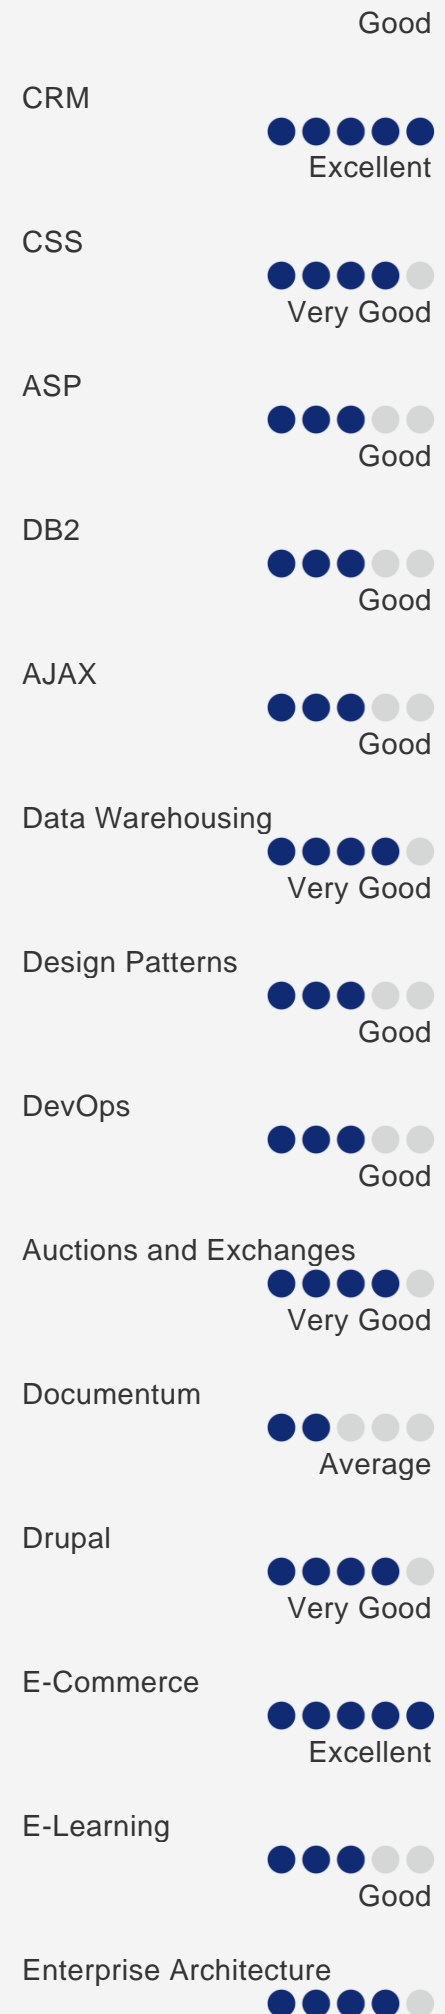 Good
CRM
Excellent
CSS
Very Good
ASP
Good
DB2
Good
AJAX
Good
Data Warehousing
Very Good
Design Patterns
Good
DevOps
Good
Auctions and Exchanges
Very Good
Documentum
Average
Drupal
Very Good
E-Commerce
Excellent
E-Learning
Good
Enterprise Architecture